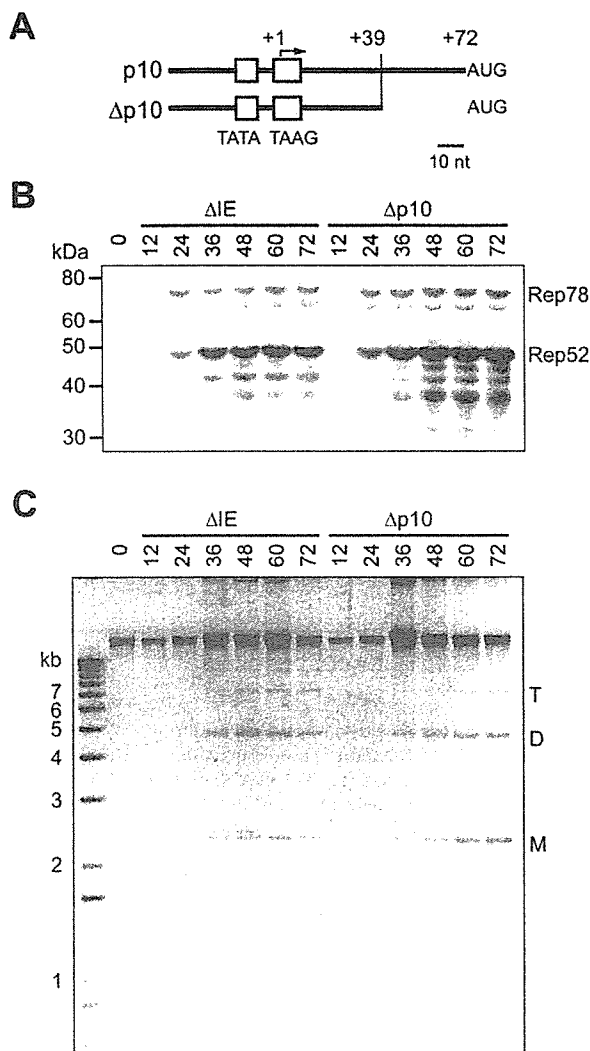 A
+1 +39 +72
p10 AUG
Δp10 AUG
TATA TAAG
10 nt
B
ΔIE Δp10
0 12 24 36 48 60 72 12 24 36 48 60 72
kDa
80
Rep78
60
50
Rep52
40
30
C
ΔIE Δp10
0 12 24 36 48 60 72 12 24 36 48 60 72
kb
7 T
6
5 D
4
3
M
2
1